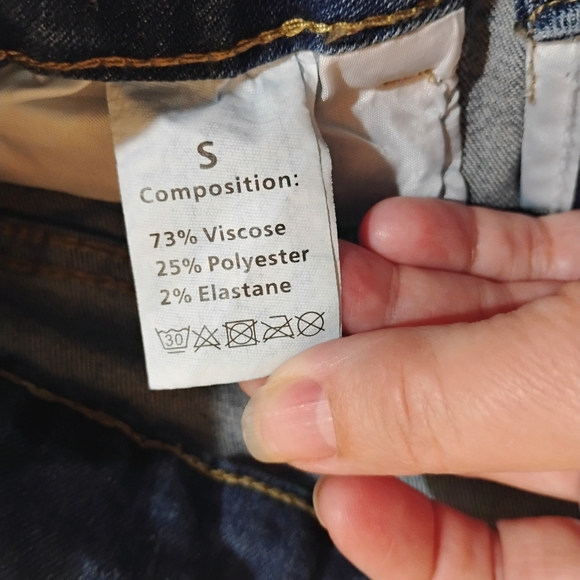 S
Composition:
73% Viscose
25% Polyester
2% Elastane
30